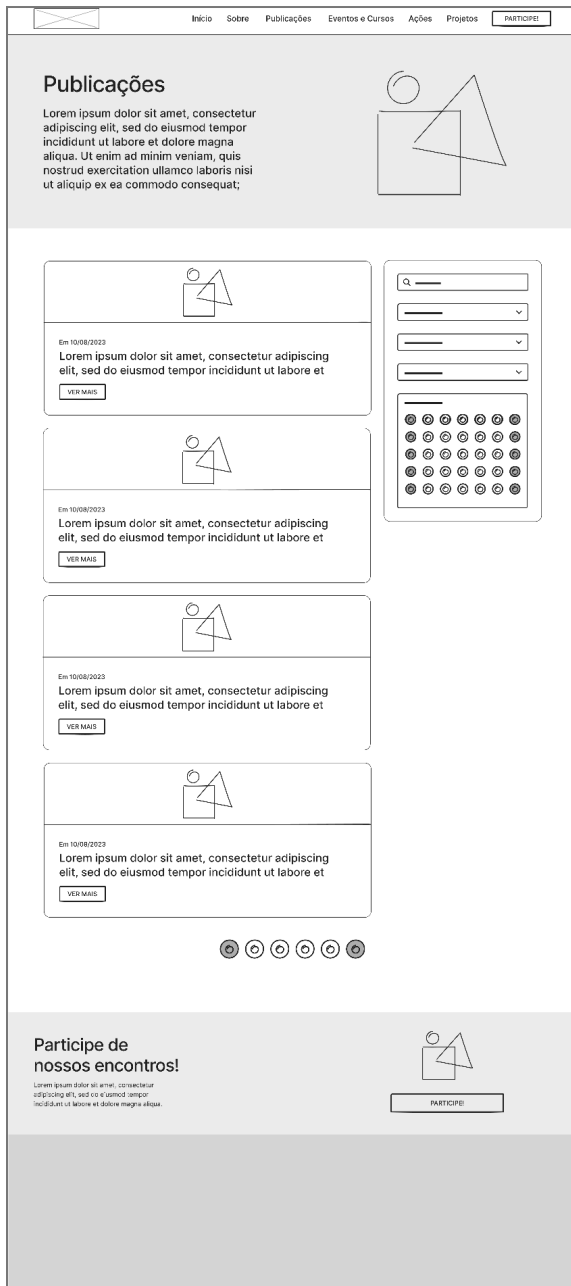 Início Sobre Publicações Eventos e Cursos Ações Projetos PARTICIPE!
Publicações
Lorem ipsum dolor sit amet, consectetur
adipiscing elit, sed do eiusmod tempor
incididunt ut labore et dolore magna
aliqua. Ut enim ad minim veniam, quis
nostrud exercitation ullamco laboris nisi
ut aliquip ex ea commodo consequat;
Em 10/08/2023
Lorem ipsum dolor sit amet, consectetur adipiscing
elit, sed do eiusmod tempor incididunt ut labore et
VER MAIS
Em 10/08/2023
Lorem ipsum dolor sit amet, consectetur adipiscing
elit, sed do eiusmod tempor incididunt ut labore et
VER MAIS
Em 10/08/2023
Lorem ipsum dolor sit amet, consectetur adipiscing
elit, sed do eiusmod tempor incididunt ut labore et
VER MAIS
Em 10/08/2023
Lorem ipsum dolor sit amet, consectetur adipiscing
elit, sed do eiusmod tempor incididunt ut labore et
VER MAIS
Participe de
nossos encontros!
Lorem ipsum dolor sit amet, consectetur
adipiscing elit, sed do eiusmod tempor
incididunt ut labore et dolore magna aliqua.
PARTICIPE!